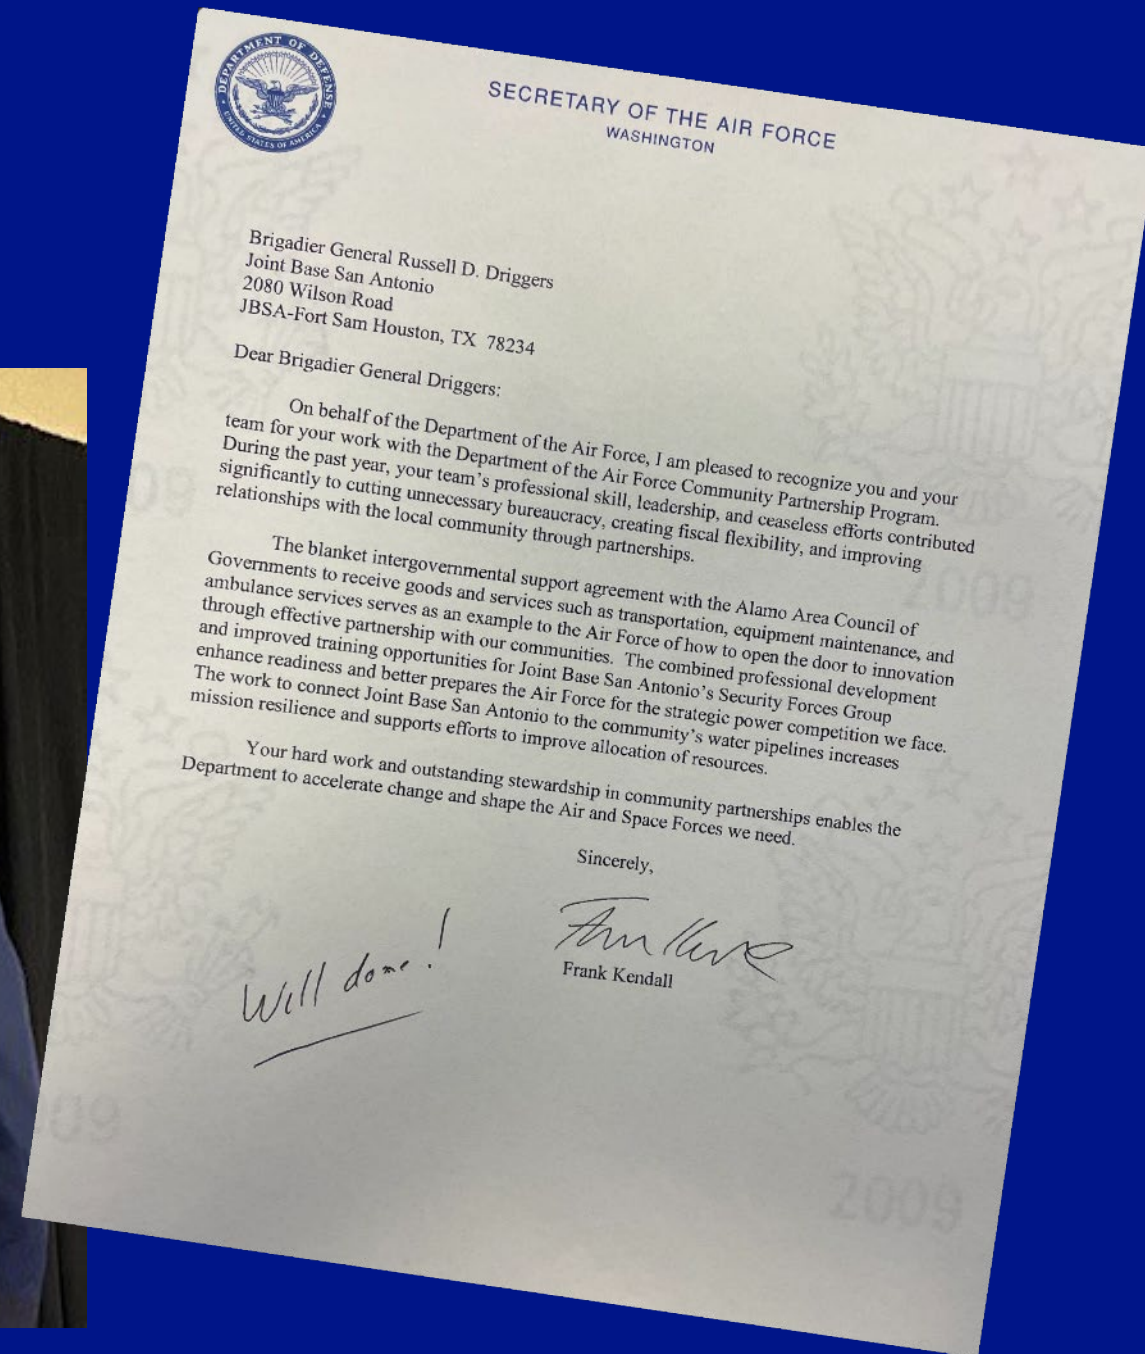 DEPARTMENT OF DEFENSE
UNITED STATES OF AMERICA
SECRETARY OF THE AIR FORCE
WASHINGTON
Brigadier General Russell D. Driggers
Joint Base San Antonio
2080 Wilson Road
JBSA-Fort Sam Houston, TX  78234
Dear Brigadier General Driggers:
On behalf of the Department of the Air Force, I am pleased to recognize you and your
team for your work with the Department of the Air Force Community Partnership Program.
During the past year, your team's professional skill, leadership, and ceaseless efforts contributed
significantly to cutting unnecessary bureaucracy, creating fiscal flexibility, and improving
relationships with the local community through partnerships.
The blanket intergovernmental support agreement with the Alamo Area Council of
Governments to receive goods and services such as transportation, equipment maintenance, and
ambulance services serves as an example to the Air Force of how to open the door to innovation
through effective partnership with our communities.  The combined professional development
and improved training opportunities for Joint Base San Antonio's Security Forces Group
enhance readiness and better prepares the Air Force for the strategic power competition we face.
The work to connect Joint Base San Antonio to the community's water pipelines increases
mission resilience and supports efforts to improve allocation of resources.
Your hard work and outstanding stewardship in community partnerships enables the
Department to accelerate change and shape the Air and Space Forces we need.
Sincerely,
Frank Kendall
Well done!
09
2009
09
2009